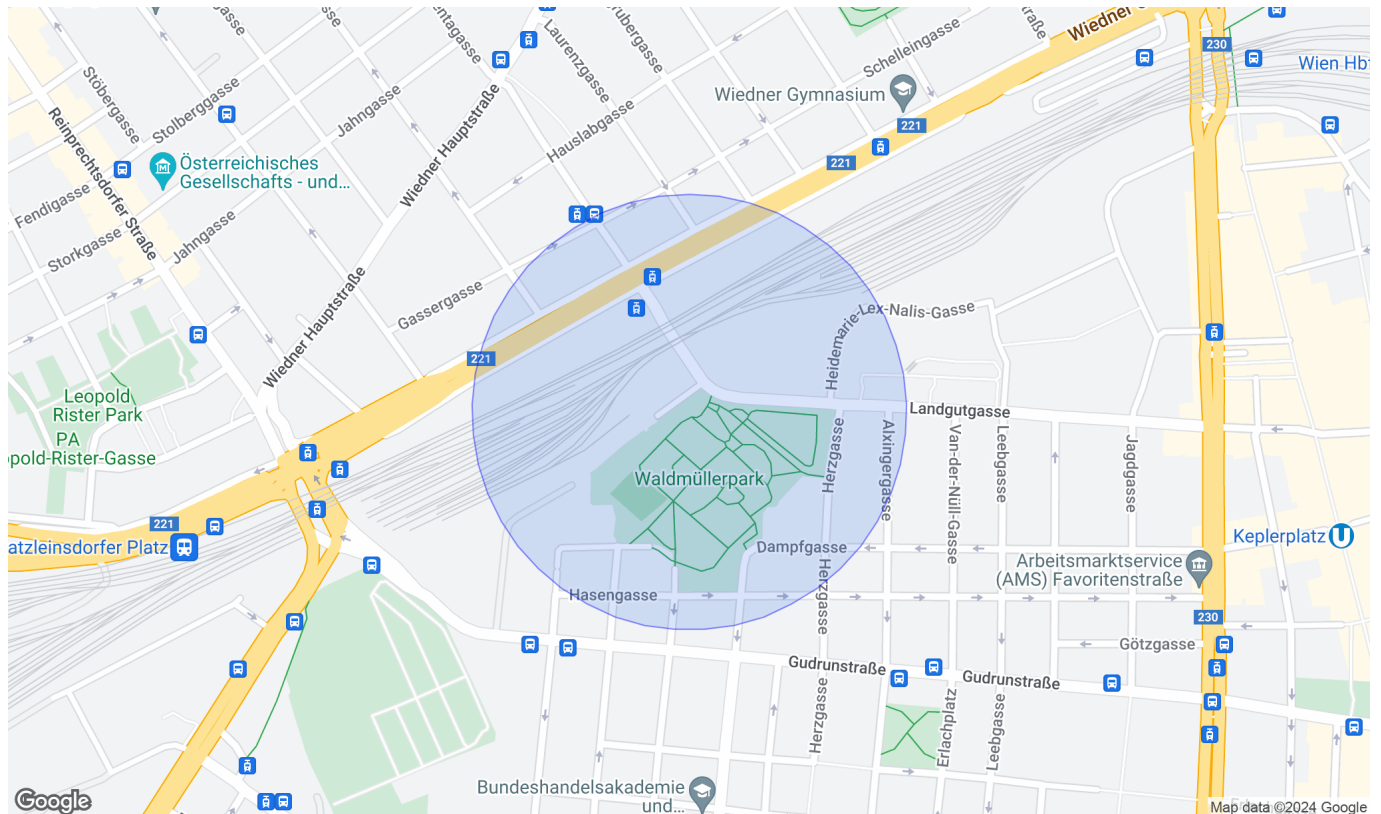 230
Wiedner
Wien Hbf
Schelleingasse
Laurenzgasse
Stöbergasse
Stolberggasse
Jahngasse
Wiedner Hauptstraße
Hauslabgasse
Wiedner Gymnasium
221
221
Reinprechtsdorfer Straße
Österreichisches
Gesellschafts - und...
Fendigasse
Storkgasse
Jahngasse
Gassergasse
Wiedner Hauptstraße
221
Heidemarie-Lex-Nalis-Gasse
Leopold
Rister Park
PA
opold-Rister-Gasse
Landgutgasse
Herzgasse
Alxingergasse
Van-der-Nüll-Gasse
Leebgasse
Jagdgasse
Waldmüllerpark
221
atzleinsdorfer Platz
Keplerplatz
Dampfgasse
Arbeitsmarktservice
(AMS) Favoritenstraße
Hasengasse
Herzgasse
230
Götzgasse
Gudrunstraße
Gudrunstraße
Herzgasse
Erlachplatz
Leebgasse
Bundeshandelsakademie
und...
Google
Map data ©2024 Google